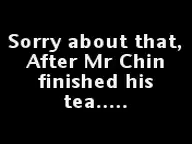 Sorry about that,
After Mr Chin
finished his
tea.....